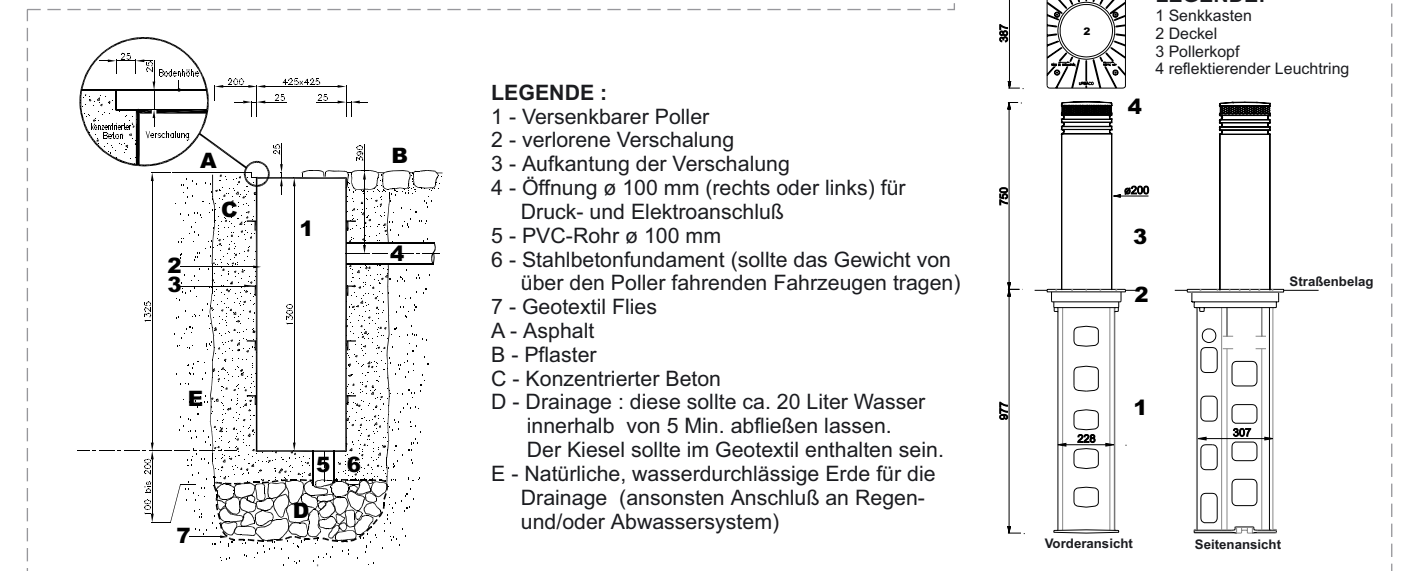 25
25
Bodenhöhe
Konzentrierter
Beton
Verschalung
200
425x425
25
25
25
390
A
B
C
1
4
2
3
1325
1300
E
5
6
100 bis 200
D
7
LEGENDE :
1 - Versenkbarer Poller
2 - verlorene Verschalung
3 - Aufkantung der Verschalung
4 - Öffnung ø 100 mm (rechts oder links) für
Druck- und Elektroanschluß
5 - PVC-Rohr ø 100 mm
6 - Stahlbetonfundament (sollte das Gewicht von
über den Poller fahrenden Fahrzeugen tragen)
7 - Geotextil Flies
A - Asphalt
B - Pflaster
C - Konzentrierter Beton
D - Drainage : diese sollte ca. 20 Liter Wasser
innerhalb von 5 Min. abfließen lassen.
Der Kiesel sollte im Geotextil enthalten sein.
E - Natürliche, wasserdurchlässige Erde für die
Drainage (ansonsten Anschluß an Regen-
und/oder Abwassersystem)
387
2
LEGENDE:
1 Senkkasten
2 Deckel
3 Pollerkopf
4 reflektierender Leuchtring
4
750
ø200
3
Straßenbelag
2
977
1
228
307
Vorderansicht
Seitenansicht